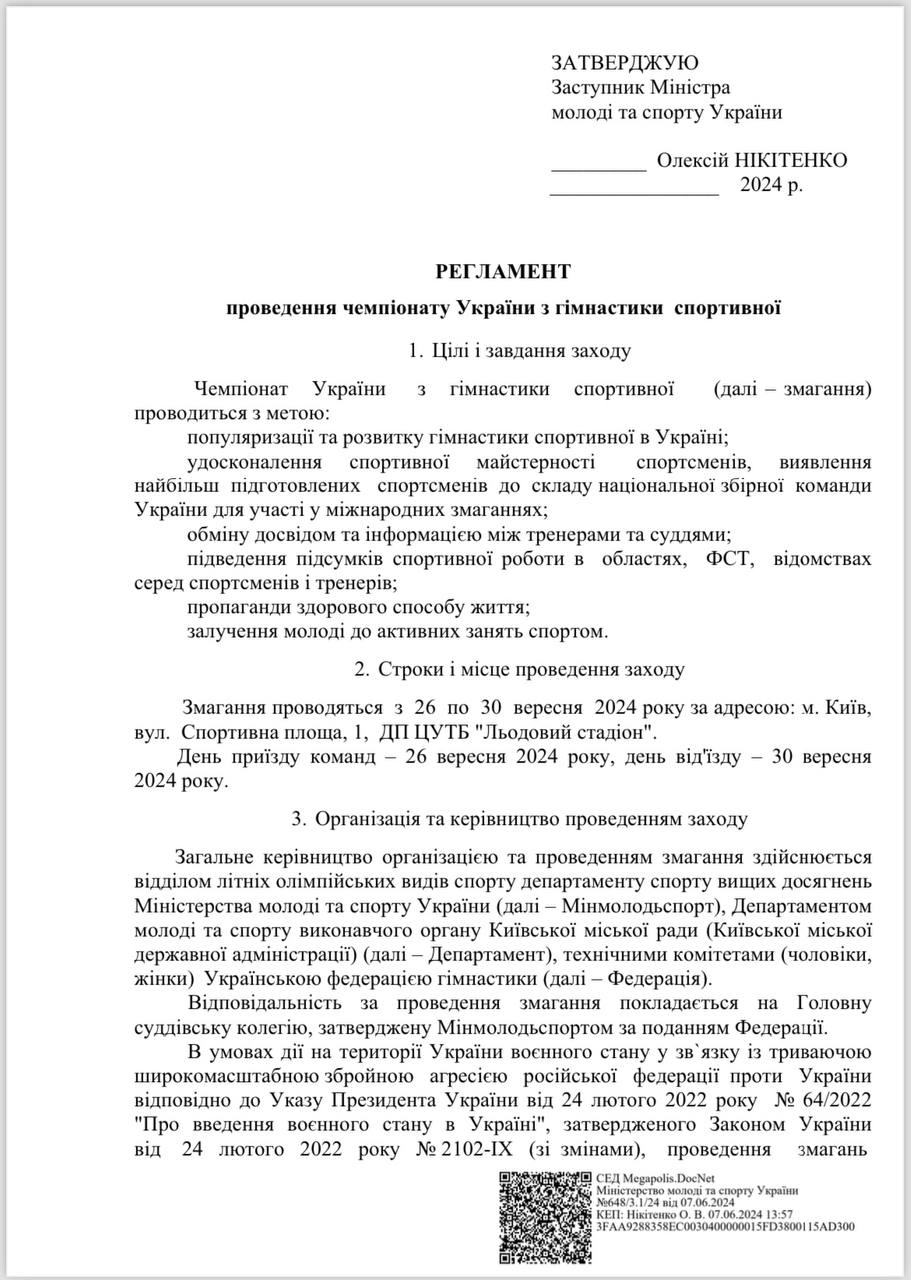 ЗАТВЕРДЖУЮ
Заступник Міністра
молоді та спорту України
_________ Олексій НІКІТЕНКО
________________ 2024 р.
РЕГЛАМЕНТ
проведення чемпіонату України з гімнастики спортивної
1. Цілі і завдання заходу
Чемпіонат України з гімнастики спортивної (далі – змагання)
проводиться з метою:
популяризації та розвитку гімнастики спортивної в Україні;
удосконалення спортивної майстерності спортсменів, виявлення
найбільш підготовлених спортсменів до складу національної збірної команди
України для участі у міжнародних змаганнях;
обміну досвідом та інформацією між тренерами та суддями;
підведення підсумків спортивної роботи в областях, ФСТ, відомствах
серед спортсменів і тренерів;
пропаганди здорового способу життя;
залучення молоді до активних занять спортом.
2. Строки і місце проведення заходу
Змагання проводяться з 26 по 30 вересня 2024 року за адресою: м. Київ,
вул. Спортивна площа, 1, ДП ЦУТБ "Льодовий стадіон".
День приїзду команд – 26 вересня 2024 року, день від'їзду – 30 вересня
2024 року.
3. Організація та керівництво проведенням заходу
Загальне керівництво організацією та проведенням змагання здійснюється
відділом літніх олімпійських видів спорту департаменту спорту вищих досягнень
Міністерства молоді та спорту України (далі – Мінмолодьспорт), Департаментом
молоді та спорту виконавчого органу Київської міської ради (Київської міської
державної адміністрації) (далі – Департамент), технічними комітетами (чоловіки,
жінки) Українською федерацією гімнастики (далі – Федерація).
Відповідальність за проведення змагання покладається на Головну
суддівську колегію, затверджену Мінмолодьспортом за поданням Федерації.
В умовах дії на території України воєнного стану у зв`язку із триваючою
широкомасштабною збройною агресією російської федерації проти України
відповідно до Указу Президента України від 24 лютого 2022 року № 64/2022
"Про введення воєнного стану в Україні", затвердженого Законом України
від 24 лютого 2022 року № 2102-IX (зі змінами), проведення змагань
СЕД Megapolis.DocNet
Міністерство молоді та спорту України
№648/3.1/24 від 07.06.2024
КЕП: Нікітенко О. В. 07.06.2024 13:57
3FAA9288358EC0030400000015FD3800115AD300